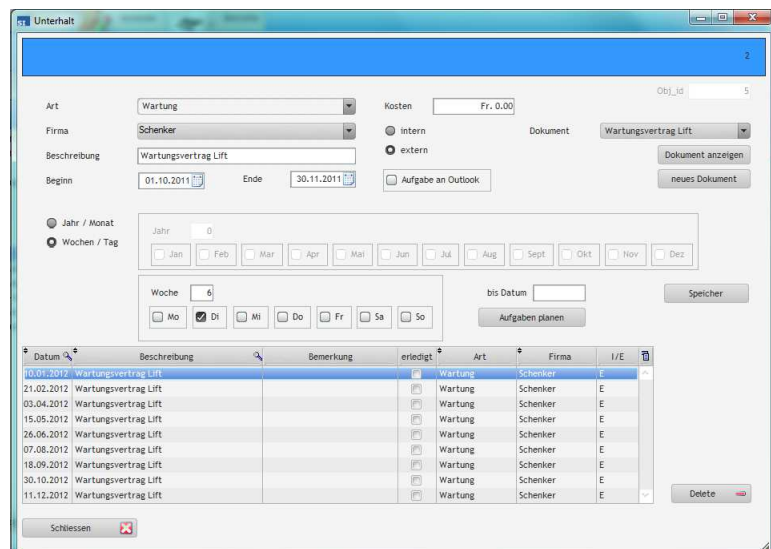 SI Unterhalt
2
Obj_id 5
Art Wartung Kosten Fr. 0.00
Firma Schenker intern Dokument Wartungsvertrag Lift
Beschreibung Wartungsvertrag Lift extern Dokument anzeigen
Beginn 01.10.2011 Ende 30.11.2011 Aufgabe an Outlook neues Dokument
Jahr / Monat
Wochen / Tag
Jahr 0
Jan Feb Mar Apr Mai Jun Jul Aug Sept Okt Nov Dez
Woche 6 bis Datum Speicher
Mo Di Mi Do Fr Sa So Aufgaben planen
Datum Beschreibung Bemerkung erledigt Art Firma I/E
10.01.2012 Wartungsvertrag Lift Wartung Schenker E
21.02.2012 Wartungsvertrag Lift Wartung Schenker E
03.04.2012 Wartungsvertrag Lift Wartung Schenker E
15.05.2012 Wartungsvertrag Lift Wartung Schenker E
26.06.2012 Wartungsvertrag Lift Wartung Schenker E
07.08.2012 Wartungsvertrag Lift Wartung Schenker E
18.09.2012 Wartungsvertrag Lift Wartung Schenker E
30.10.2012 Wartungsvertrag Lift Wartung Schenker E
11.12.2012 Wartungsvertrag Lift Wartung Schenker E
Delete
Schliessen